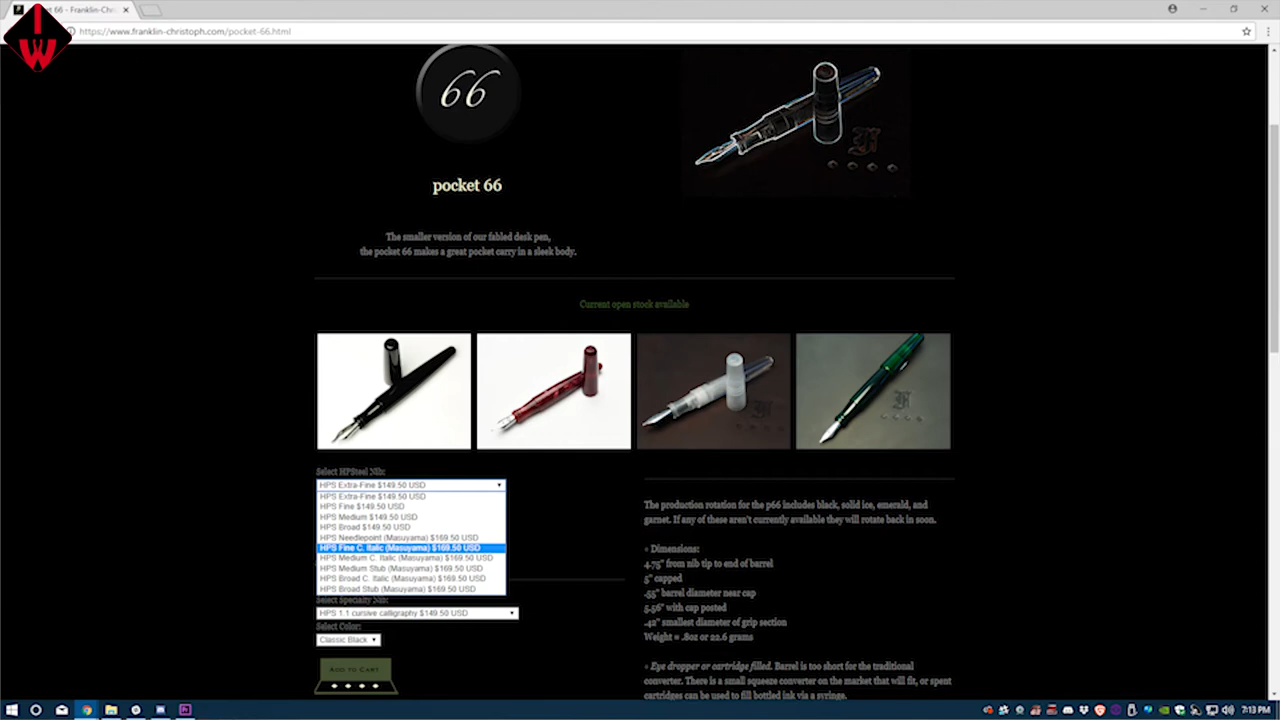 IW
66 - Franklin-Chris
https://www.franklin-christoph.com/pocket-66.html
66
pocket 66
The smaller version of our fabled desk pen,
the pocket 66 makes a great pocket carry in a sleek body.
Current open stock available
Select HPSteel Nib:
HPS Extra-Fine $149.50 USD
HPS Extra-Fine $149.50 USD
HPS Fine $149.50 USD
HPS Medium $149.50 USD
HPS Broad $149.50 USD
HPS Needlepoint (Masuyama) $169.50 USD
HPS Fine C. Italic (Masuyama) $169.50 USD
HPS Medium C. Italic (Masuyama) $169.50 USD
HPS Medium Stub (Masuyama) $169.50 USD
HPS Broad C. Italic (Masuyama) $169.50 USD
HPS Broad Stub (Masuyama) $169.50 USD
Select Specialty Nib:
HPS 1.1 cursive calligraphy $149.50 USD
Select Color:
Classic Black
ADD TO CART
The production rotation for the p66 includes black, solid ice, emerald, and
garnet. If any of these aren't currently available they will rotate back in soon.
Dimensions:
4.75" from nib tip to end of barrel
5" capped
.55" barrel diameter near cap
5.56" with cap posted
.42" smallest diameter of grip section
Weight = .8oz or 22.6 grams
Eye dropper or cartridge filled. Barrel is too short for the traditional
converter. There is a small squeeze converter on the market that will fit, or spent
cartridges can be used to fill bottled ink via a syringe.
7:13 PM